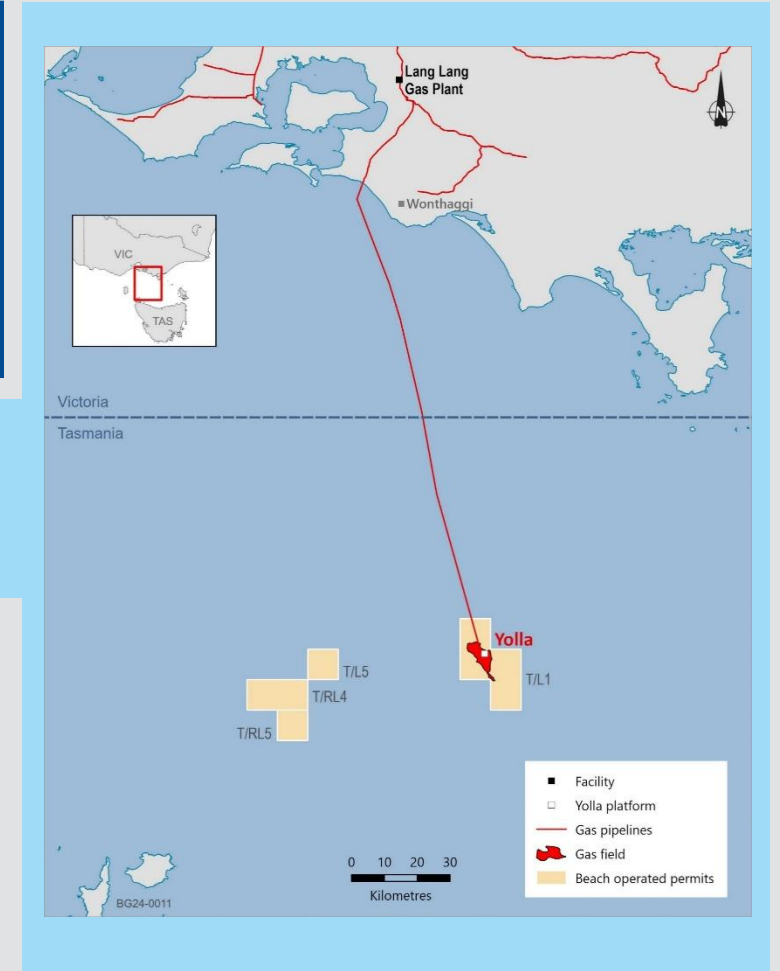 Lang Lang
Gas Plant
N
Wonthaggi
VIC
TAS
Victoria
Tasmania
Yolla
T/L5
T/L1
T/RL4
T/RL5
Facility
Yolla platform
Gas pipelines
Gas field
Beach operated permits
0 10 20 30
Kilometres
BG24-0011